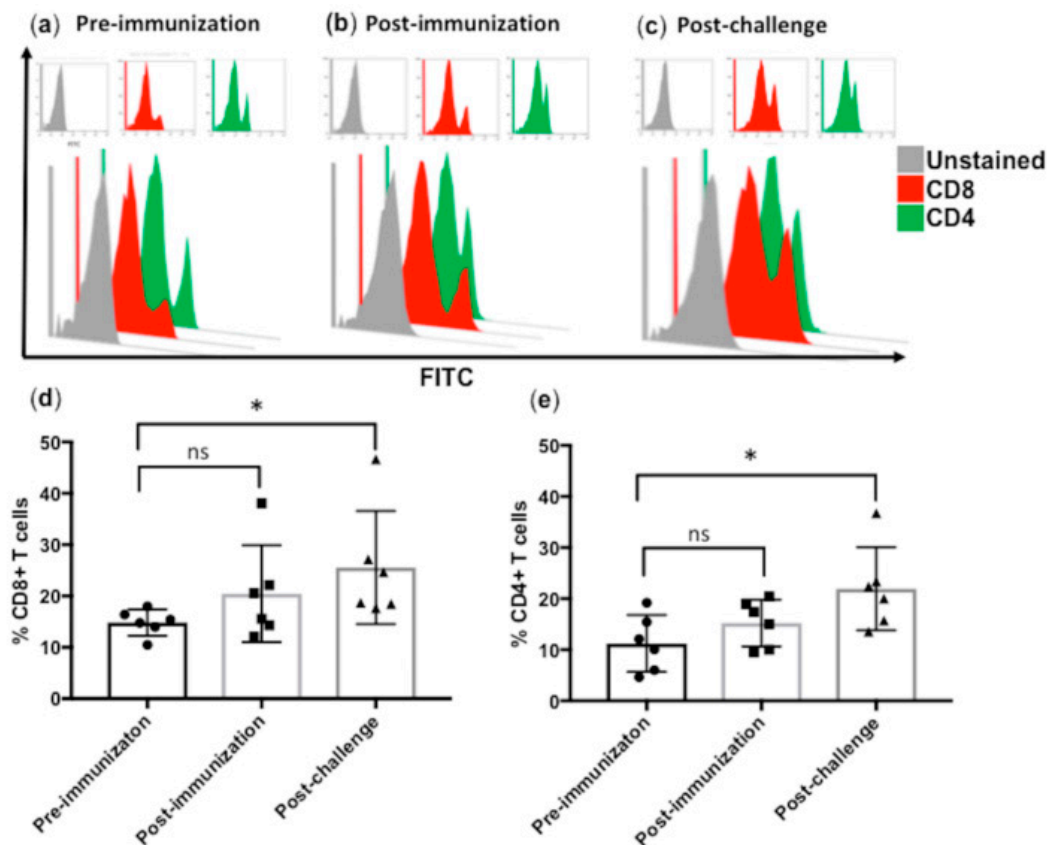 (a) Pre-immunization
(b) Post-immunization
(c) Post-challenge
Unstained
CD8
CD4
FITC
(d)
*
ns
50
40
30
20
10
0
% CD8+ T cells
Pre-immunizaton
Post-immunization
Post-challenge
(e)
*
ns
50
40
30
20
10
0
% CD4+ T cells
Pre-immunizaton
Post-immunization
Post-challenge